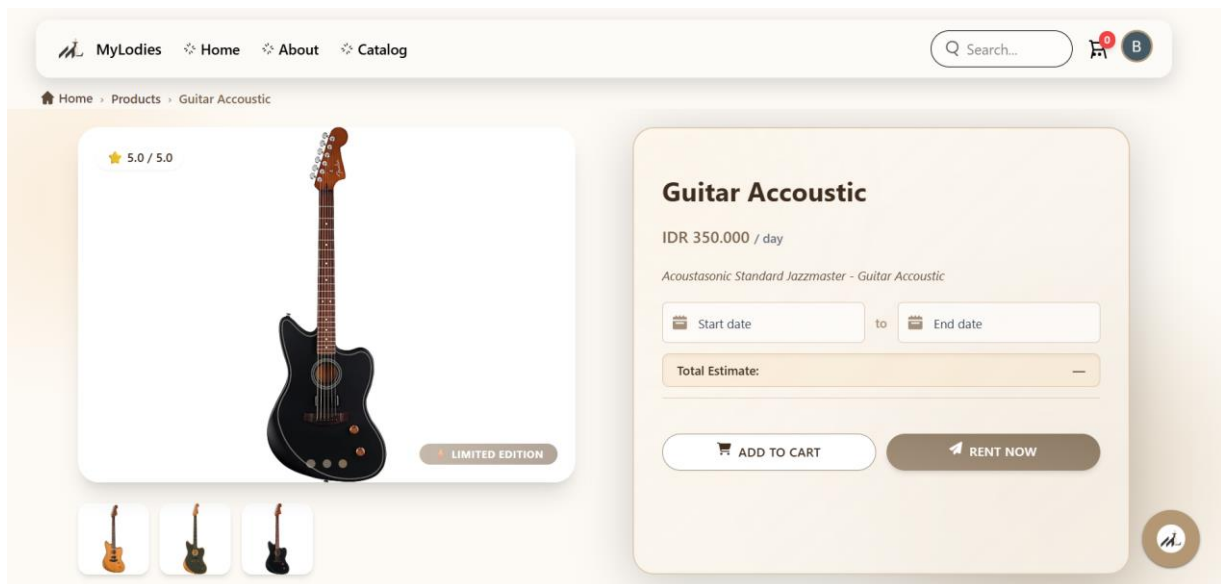 MyLodies Home About Catalog Search... 0 B
Home › Products › Guitar Accoustic
5.0 / 5.0
LIMITED EDITION
Guitar Accoustic
IDR 350.000 / day
Acoustasonic Standard Jazzmaster - Guitar Accoustic
Start date to End date
Total Estimate: —
ADD TO CART RENT NOW